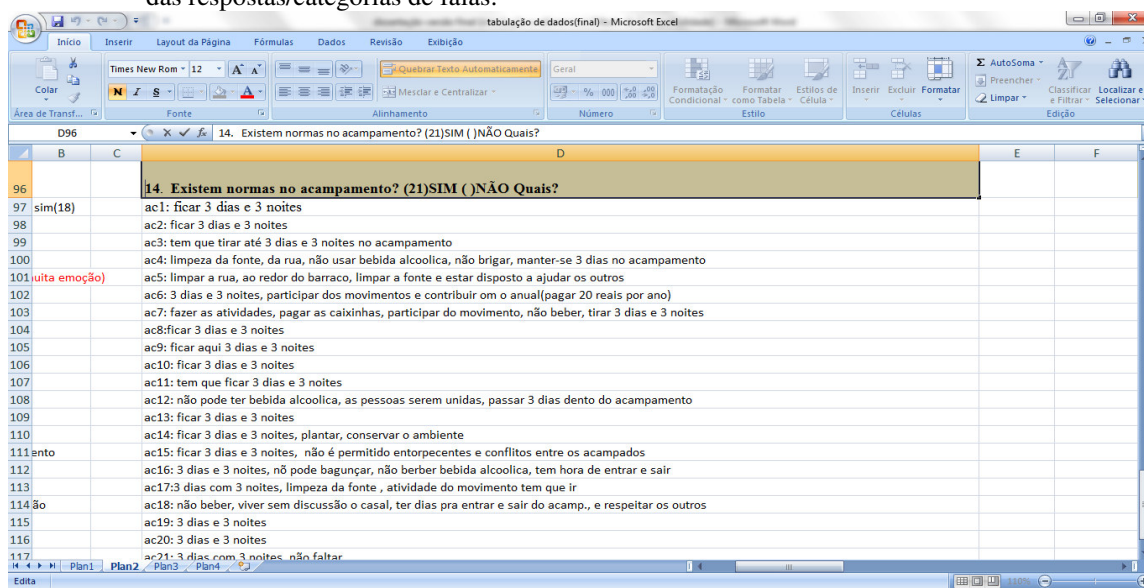 das respostas/categorias de falas.
tabulação de dados(final) - Microsoft Excel
Início Inserir Layout da Página Fórmulas Dados Revisão Exibição
Times New Rom 12 A A Quebrar Texto Automaticamente Geral Σ AutoSoma
Colar N I S A Mesclar e Centralizar % 000 Formatação Condicional Formatar como Tabela Estilos de Célula Inserir Excluir Formatar Preencher Limpar Classificar e Filtrar Localizar e Selecionar
Área de Transf... Fonte Alinhamento Número Estilo Células Edição
D96 fx 14. Existem normas no acampamento? (21)SIM ( )NÃO Quais?
B C D E F
96 14. Existem normas no acampamento? (21)SIM ( )NÃO Quais?
97 sim(18) ac1: ficar 3 dias e 3 noites
98 ac2: ficar 3 dias e 3 noites
99 ac3: tem que tirar até 3 dias e 3 noites no acampamento
100 ac4: limpeza da fonte, da rua, não usar bebida alcoolica, não brigar, manter-se 3 dias no acampamento
101 uita emoção) ac5: limpar a rua, ao redor do barraco, limpar a fonte e estar disposto a ajudar os outros
102 ac6: 3 dias e 3 noites, participar dos movimentos e contribuir om o anual(pagar 20 reais por ano)
103 ac7: fazer as atividades, pagar as caixinhas, participar do movimento, não beber, tirar 3 dias e 3 noites
104 ac8:ficar 3 dias e 3 noites
105 ac9: ficar aqui 3 dias e 3 noites
106 ac10: ficar 3 dias e 3 noites
107 ac11: tem que ficar 3 dias e 3 noites
108 ac12: não pode ter bebida alcoolica, as pessoas serem unidas, passar 3 dias dento do acampamento
109 ac13: ficar 3 dias e 3 noites
110 ac14: ficar 3 dias e 3 noites, plantar, conservar o ambiente
111 ento ac15: ficar 3 dias e 3 noites, não é permitido entorpecentes e conflitos entre os acampados
112 ac16: 3 dias e 3 noites, nõ pode bagunçar, não berber bebida alcoolica, tem hora de entrar e sair
113 ac17:3 dias com 3 noites, limpeza da fonte , atividade do movimento tem que ir
114 ão ac18: não beber, viver sem discussão o casal, ter dias pra entrar e sair do acamp., e respeitar os outros
115 ac19: 3 dias e 3 noites
116 ac20: 3 dias e 3 noites
117 ac21: 3 dias com 3 noites, não faltar
Plan1 Plan2 Plan3 Plan4
Edita 110%